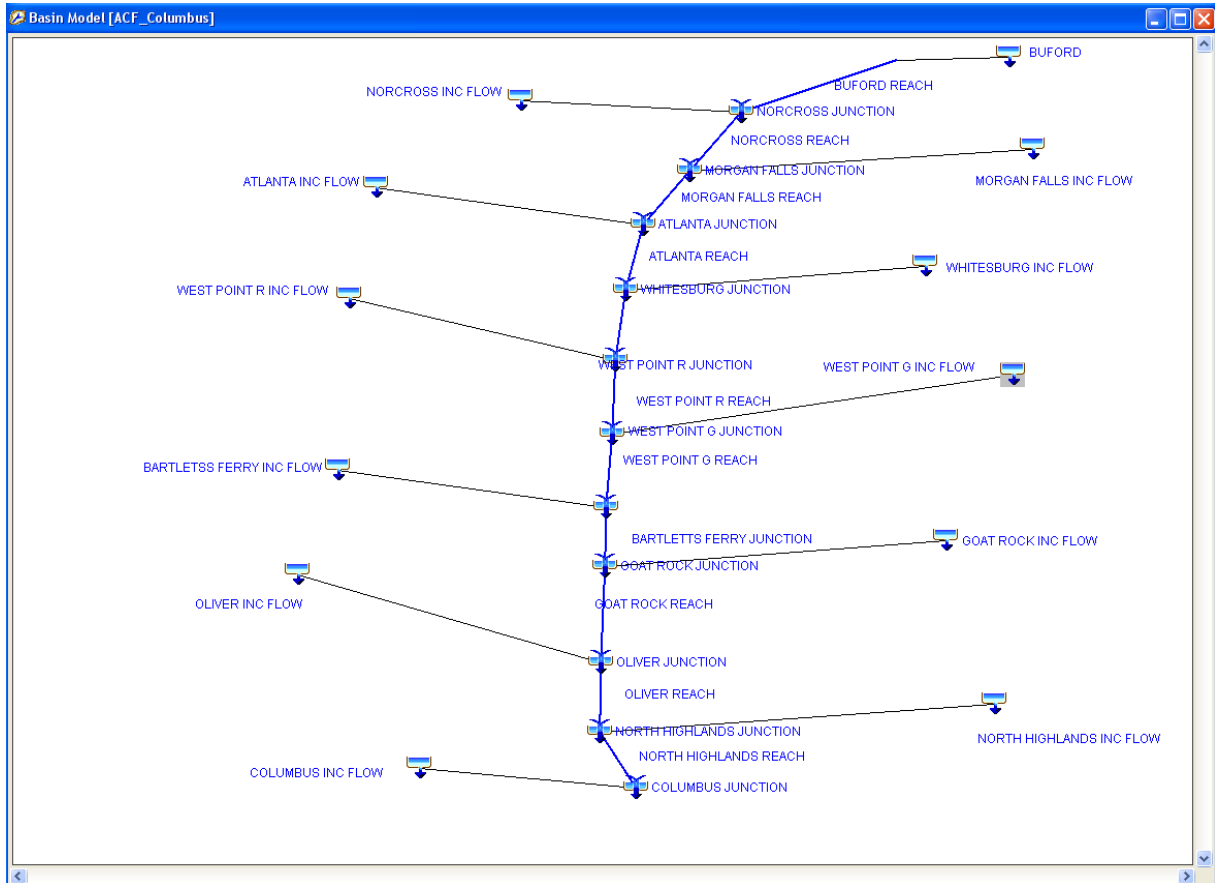 Basin Model [ACF_Columbus]
BUFORD
BUFORD REACH
NORCROSS INC FLOW
NORCROSS JUNCTION
NORCROSS REACH
MORGAN FALLS JUNCTION
MORGAN FALLS INC FLOW
ATLANTA INC FLOW
MORGAN FALLS REACH
ATLANTA JUNCTION
ATLANTA REACH
WHITESBURG INC FLOW
WEST POINT R INC FLOW
WHITESBURG JUNCTION
WEST POINT R JUNCTION
WEST POINT G INC FLOW
WEST POINT R REACH
WEST POINT G JUNCTION
WEST POINT G REACH
BARTLETSS FERRY INC FLOW
BARTLETTS FERRY JUNCTION
GOAT ROCK INC FLOW
GOAT ROCK JUNCTION
OLIVER INC FLOW
GOAT ROCK REACH
OLIVER JUNCTION
OLIVER REACH
NORTH HIGHLANDS JUNCTION
NORTH HIGHLANDS INC FLOW
NORTH HIGHLANDS REACH
COLUMBUS INC FLOW
COLUMBUS JUNCTION